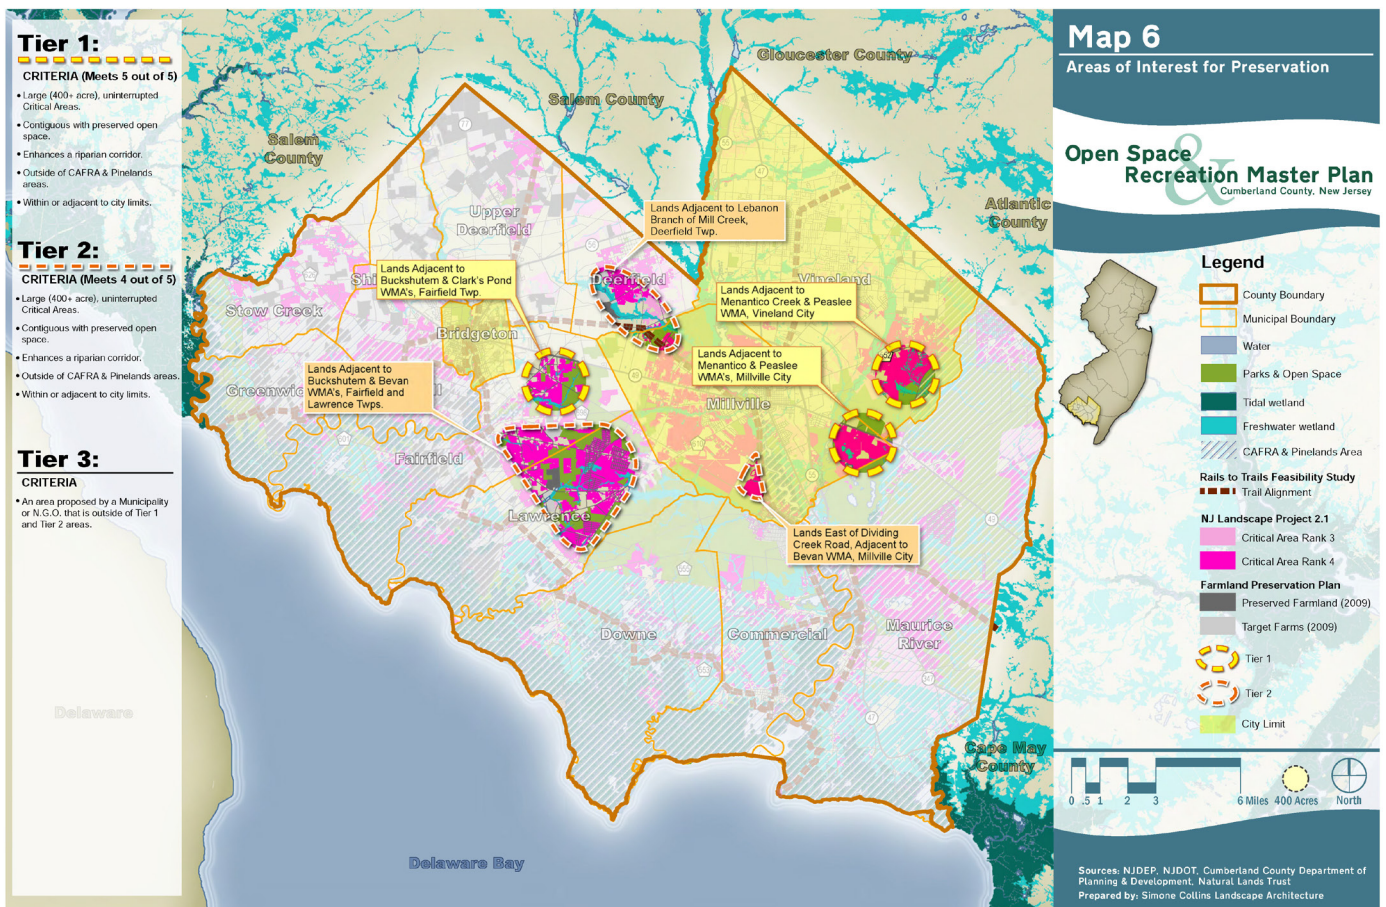 Tier 1:
CRITERIA (Meets 5 out of 5)
• Large (400+ acre), uninterrupted
Critical Areas.
• Contiguous with preserved open
space.
• Enhances a riparian corridor.
• Outside of CAFRA & Pinelands
areas.
• Within or adjacent to city limits.
Tier 2:
CRITERIA (Meets 4 out of 5)
• Large (400+ acre), uninterrupted
Critical Areas.
• Contiguous with preserved open
space.
• Enhances a riparian corridor.
• Outside of CAFRA & Pinelands areas.
• Within or adjacent to city limits.
Tier 3:
CRITERIA
• An area proposed by a Municipality
or N.G.O. that is outside of Tier 1
and Tier 2 areas.
Delaware
Gloucester County
Salem County
Salem
County
Atlantic
County
Cape May
County
Delaware Bay
Upper
Deerfield
Deerfield
Vineland
Stow Creek
Shi
Bridgeton
Greenwi
Millville
Fairfield
Lawrence
Downe
Commercial
Maurice
River
77
47
55
49
47
Lands Adjacent to Lebanon
Branch of Mill Creek,
Deerfield Twp.
Lands Adjacent to
Buckshutem & Clark's Pond
WMA's, Fairfield Twp.
Lands Adjacent to
Menantico Creek & Peaslee
WMA, Vineland City
Lands Adjacent to
Menantico & Peaslee
WMA's, Millville City
Lands Adjacent to
Buckshutem & Bevan
WMA's, Fairfield and
Lawrence Twps.
Lands East of Dividing
Creek Road, Adjacent to
Bevan WMA, Millville City
Map 6
Areas of Interest for Preservation
Open Space
&
Recreation Master Plan
Cumberland County, New Jersey
Legend
County Boundary
Municipal Boundary
Water
Parks & Open Space
Tidal wetland
Freshwater wetland
CAFRA & Pinelands Area
Rails to Trails Feasibility Study
Trail Alignment
NJ Landscape Project 2.1
Critical Area Rank 3
Critical Area Rank 4
Farmland Preservation Plan
Preserved Farmland (2009)
Target Farms (2009)
Tier 1
Tier 2
City Limit
0 .5 1 2 3 6 Miles 400 Acres North
Sources: NJDEP, NJDOT, Cumberland County Department of
Planning & Development, Natural Lands Trust
Prepared by: Simone Collins Landscape Architecture